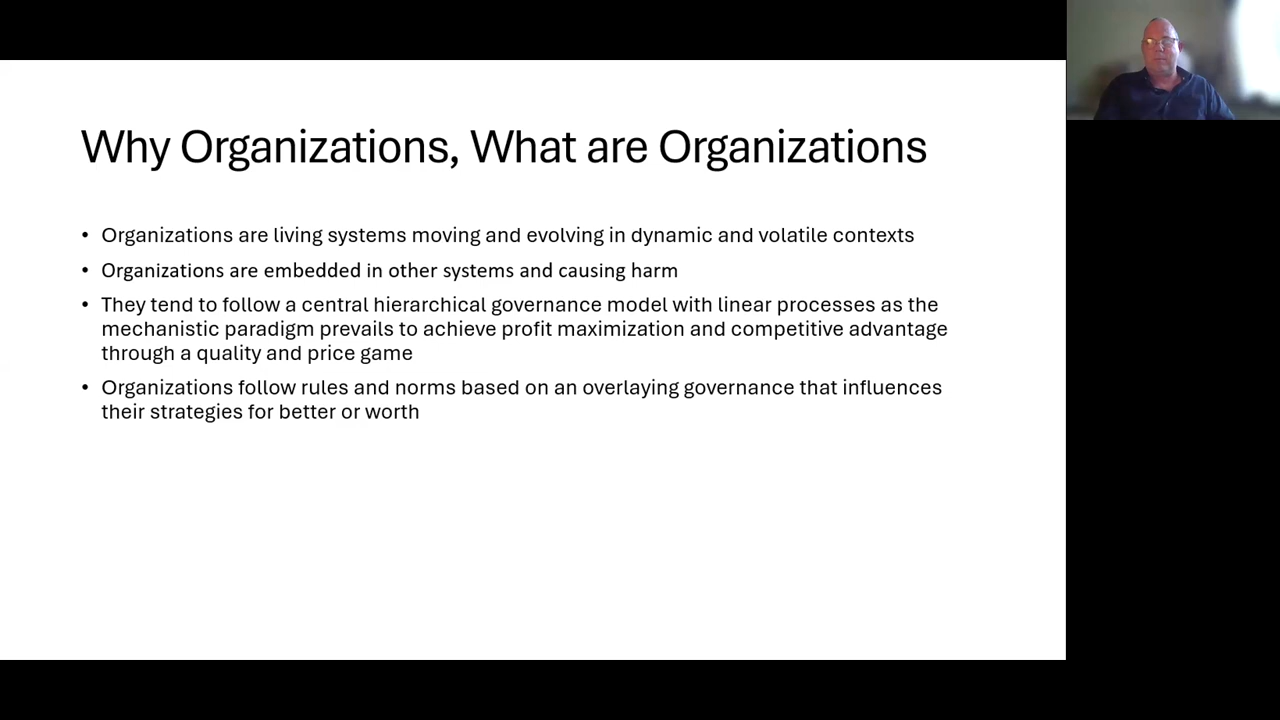 Why Organizations, What are Organizations
• Organizations are living systems moving and evolving in dynamic and volatile contexts
• Organizations are embedded in other systems and causing harm
• They tend to follow a central hierarchical governance model with linear processes as the
mechanistic paradigm prevails to achieve profit maximization and competitive advantage
through a quality and price game
• Organizations follow rules and norms based on an overlaying governance that influences
their strategies for better or worth